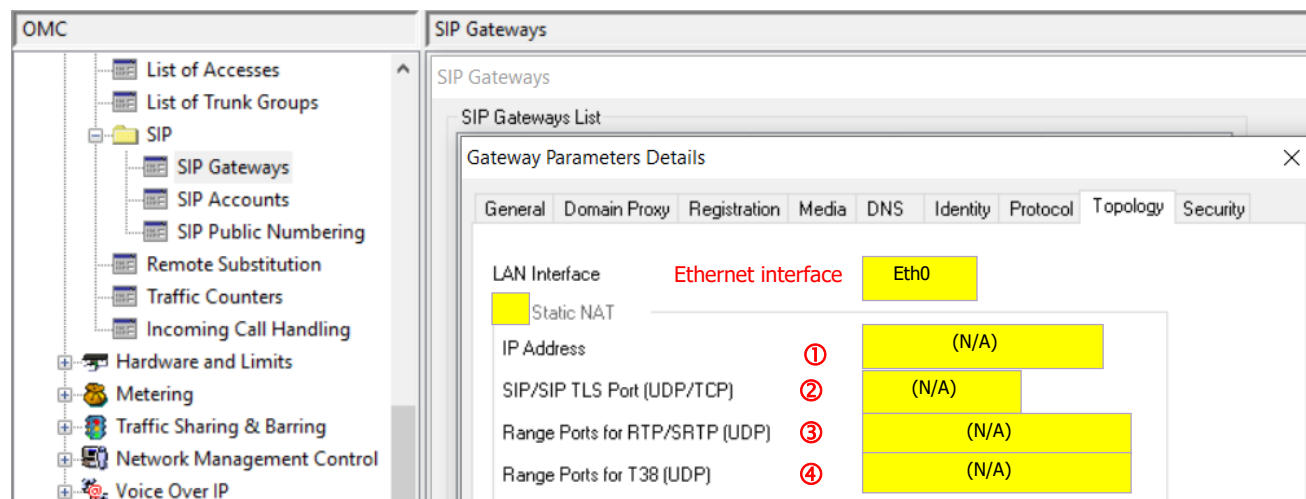 OMC
SIP Gateways
List of Accesses
List of Trunk Groups
SIP
SIP Gateways
SIP Accounts
SIP Public Numbering
Remote Substitution
Traffic Counters
Incoming Call Handling
Hardware and Limits
Metering
Traffic Sharing & Barring
Network Management Control
Voice Over IP
SIP Gateways
SIP Gateways List
Gateway Parameters Details
General Domain Proxy Registration Media DNS Identity Protocol Topology Security
LAN Interface Ethernet interface Eth0
Static NAT
IP Address ① (N/A)
SIP/SIP TLS Port (UDP/TCP) ② (N/A)
Range Ports for RTP/SRTP (UDP) ③ (N/A)
Range Ports for T38 (UDP) ④ (N/A)